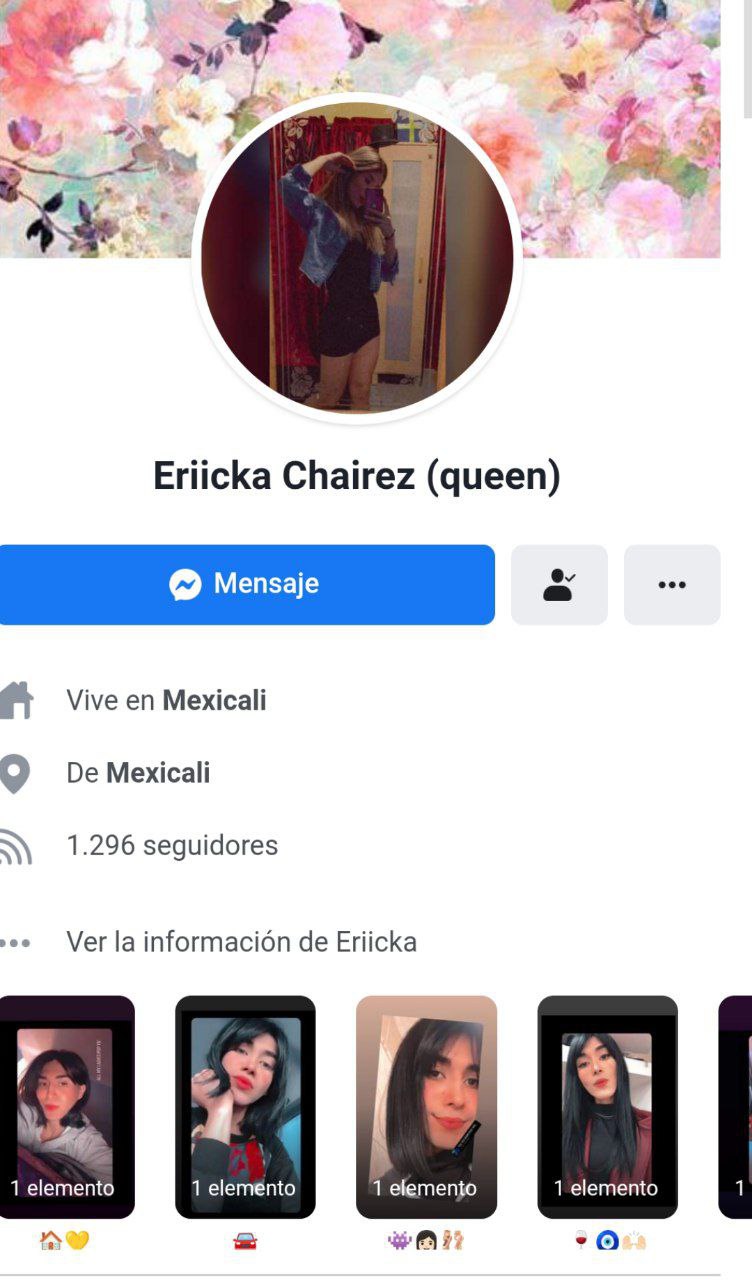 Eriicka Chairez (queen)
Mensaje
Vive en Mexicali
De Mexicali
1.296 seguidores
Ver la información de Eriicka
1 elemento
1 elemento
1 elemento
1 elemento
1